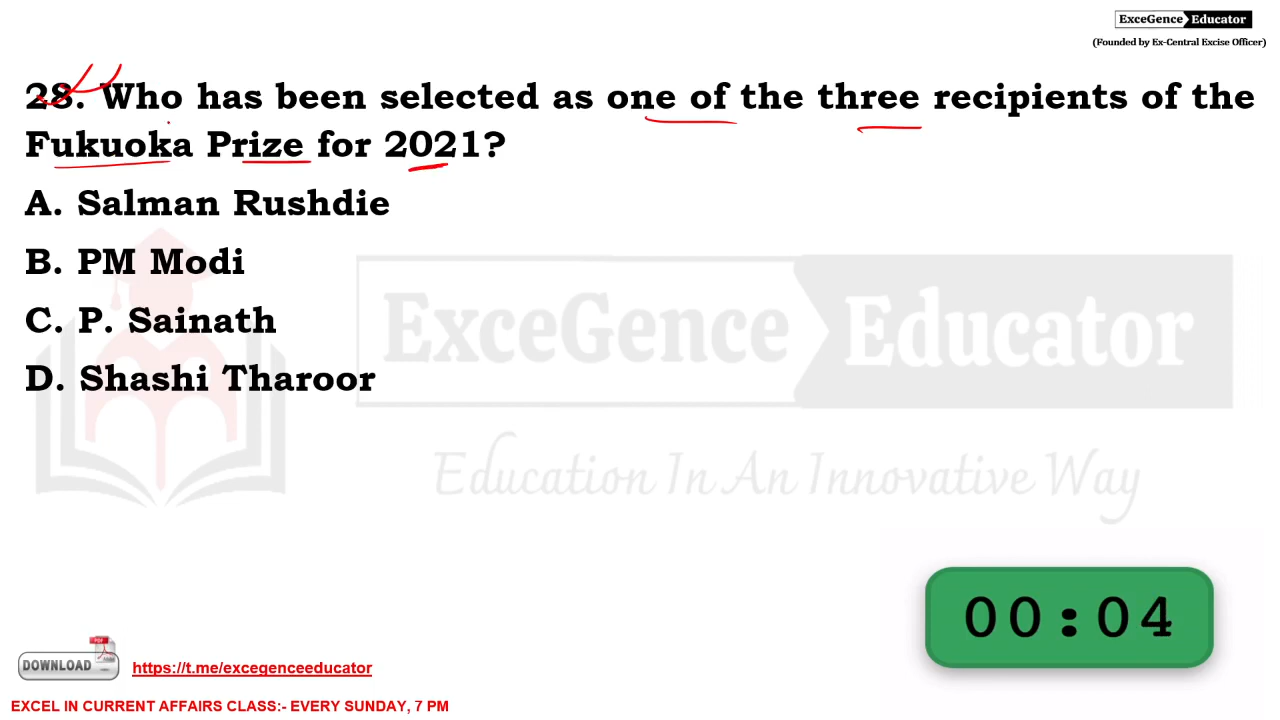 ExceGence Educator
(Founded by Ex-Central Excise Officer)
28. Who has been selected as one of the three recipients of the
Fukuoka Prize for 2021?
A. Salman Rushdie
B. PM Modi
C. P. Sainath
D. Shashi Tharoor
ExceGence Educator
Education In An Innovative Way
00:04
PDF
DOWNLOAD
https://t.me/excegenceeducator
EXCEL IN CURRENT AFFAIRS CLASS:- EVERY SUNDAY, 7 PM